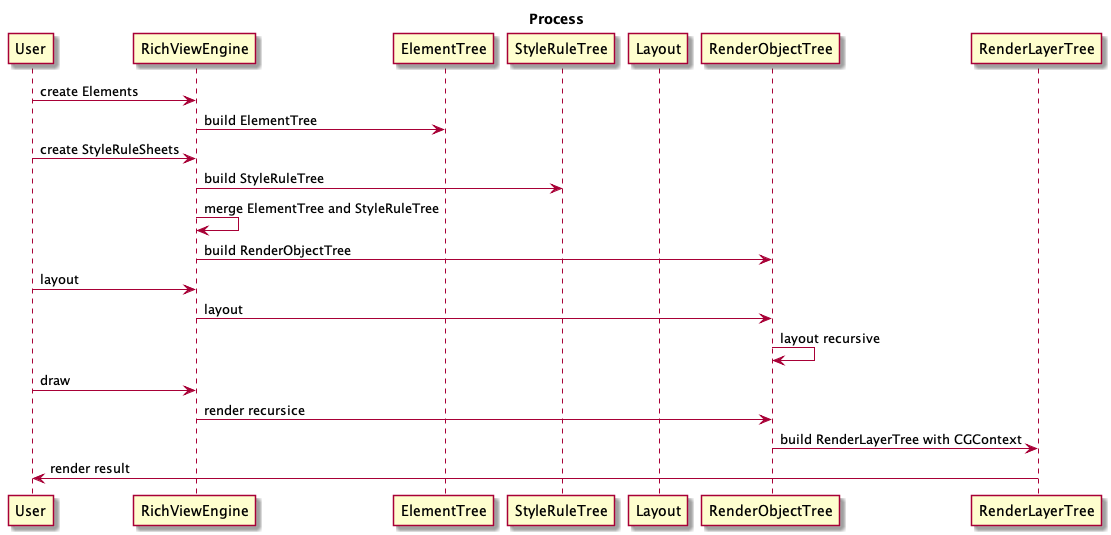 Process
User RichViewEngine ElementTree StyleRuleTree Layout RenderObjectTree RenderLayerTree
create Elements
build ElementTree
create StyleRuleSheets
build StyleRuleTree
merge ElementTree and StyleRuleTree
build RenderObjectTree
layout
layout
layout recursive
draw
render recursice
build RenderLayerTree with CGContext
render result
User RichViewEngine ElementTree StyleRuleTree Layout RenderObjectTree RenderLayerTree